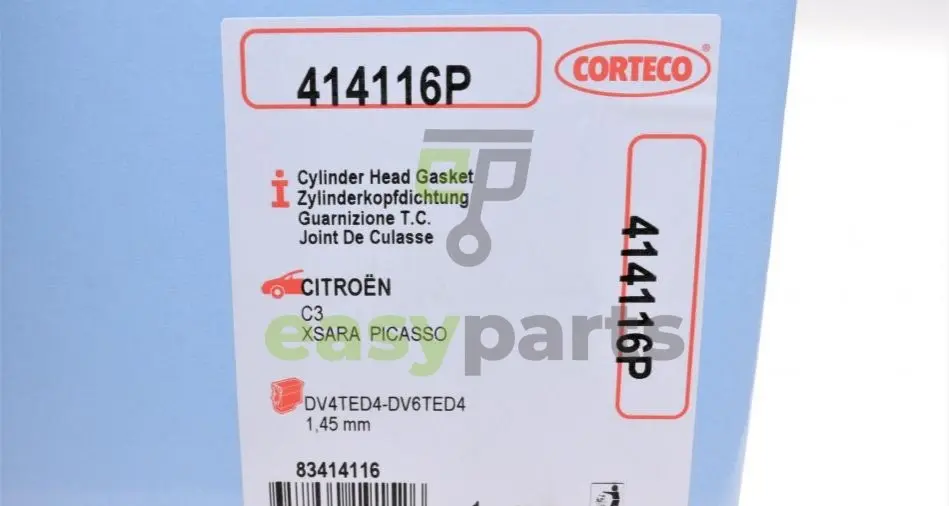 414116P
CORTECO®
Cylinder Head Gasket
Zylinderkopfdichtung
Guarnizione T.C.
Joint De Culasse
414116P
CITROËN
C3
XSARA PICASSO
easyparts
DV4TED4-DV6TED4
1,45 mm
83414116